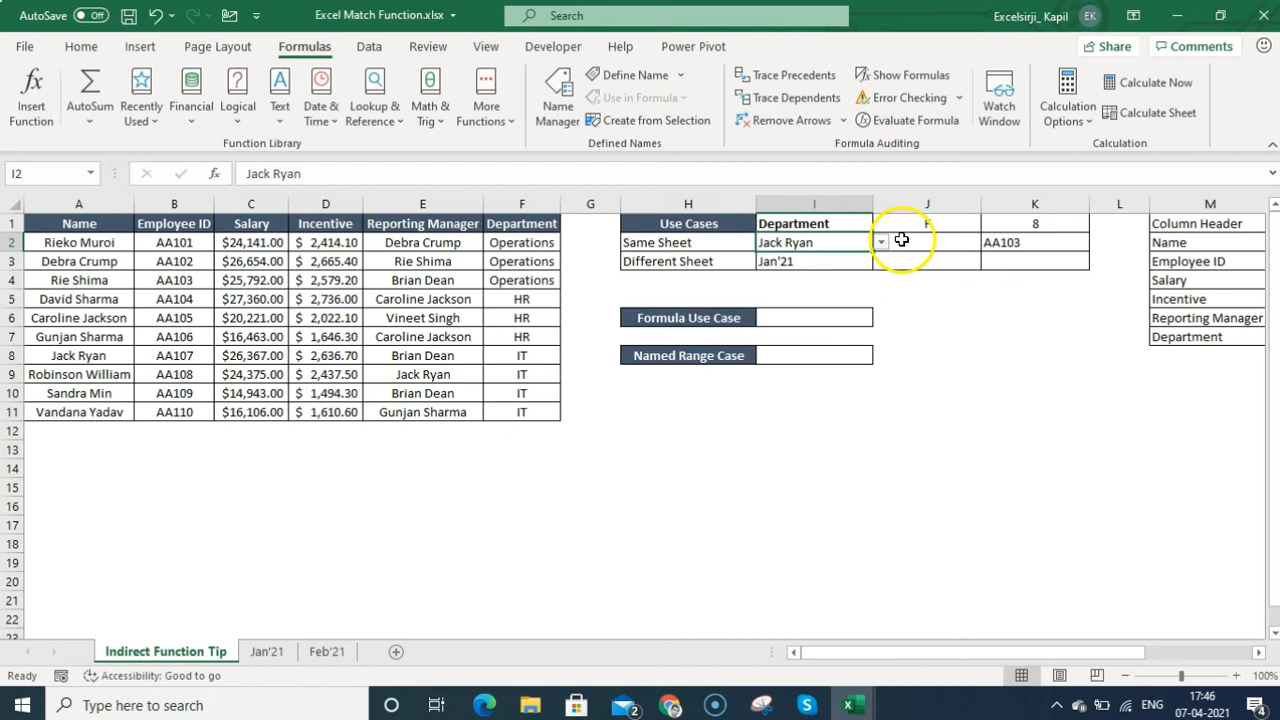 AutoSave Off Excel Match Function.xlsx Search Excelsirji_ Kapil EK
File Home Insert Page Layout Formulas Data Review View Developer Help Power Pivot Share Comments
Insert Function
AutoSum
Recently Used
Financial
Logical
Text
Date & Time
Lookup & Reference
Math & Trig
More Functions
Function Library
Name Manager
Define Name
Use in Formula
Create from Selection
Defined Names
Trace Precedents
Trace Dependents
Remove Arrows
Show Formulas
Error Checking
Evaluate Formula
Watch Window
Formula Auditing
Calculation Options
Calculate Now
Calculate Sheet
Calculation
I2 fx Jack Ryan
A B C D E F G H I J K L M
1 Name Employee ID Salary Incentive Reporting Manager Department Use Cases Department 8 Column Header
2 Rieko Muroi AA101 $24,141.00 $ 2,414.10 Debra Crump Operations Same Sheet Jack Ryan AA103 Name
3 Debra Crump AA102 $26,654.00 $ 2,665.40 Rie Shima Operations Different Sheet Jan'21 Employee ID
4 Rie Shima AA103 $25,792.00 $ 2,579.20 Brian Dean Operations Salary
5 David Sharma AA104 $27,360.00 $ 2,736.00 Caroline Jackson HR Incentive
6 Caroline Jackson AA105 $20,221.00 $ 2,022.10 Vineet Singh HR Formula Use Case Reporting Manager
7 Gunjan Sharma AA106 $16,463.00 $ 1,646.30 Caroline Jackson HR Department
8 Jack Ryan AA107 $26,367.00 $ 2,636.70 Brian Dean IT Named Range Case
9 Robinson William AA108 $24,375.00 $ 2,437.50 Jack Ryan IT
10 Sandra Min AA109 $14,943.00 $ 1,494.30 Brian Dean IT
11 Vandana Yadav AA110 $16,106.00 $ 1,610.60 Gunjan Sharma IT
12
13
14
15
16
17
18
19
20
21
22
23
Indirect Function Tip Jan'21 Feb'21
Ready Accessibility: Good to go 100%
Type here to search 2 ENG 17:46
07-04-2021 4